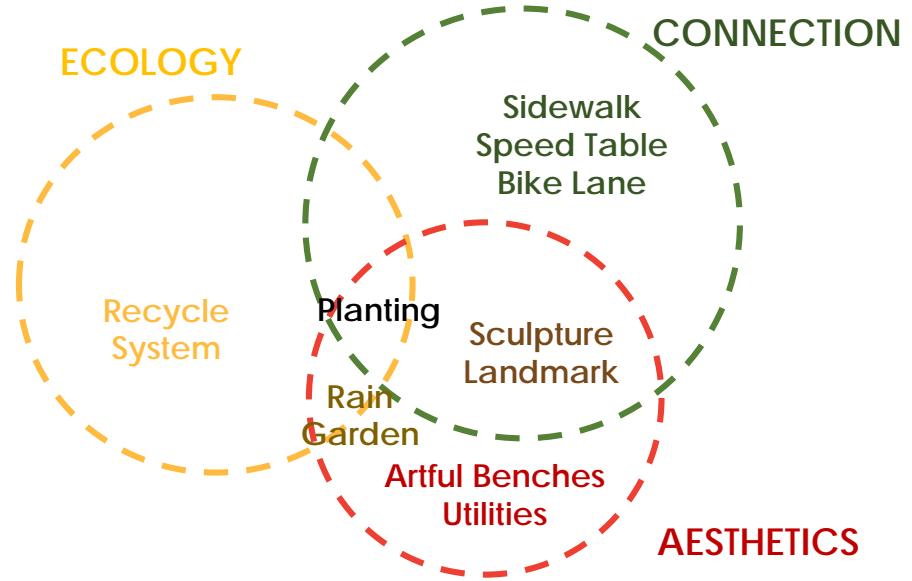 CONNECTION
ECOLOGY
Sidewalk
Speed Table
Bike Lane
Planting
Recycle
System
Sculpture
Landmark
Rain
Garden
Artful Benches
Utilities
AESTHETICS